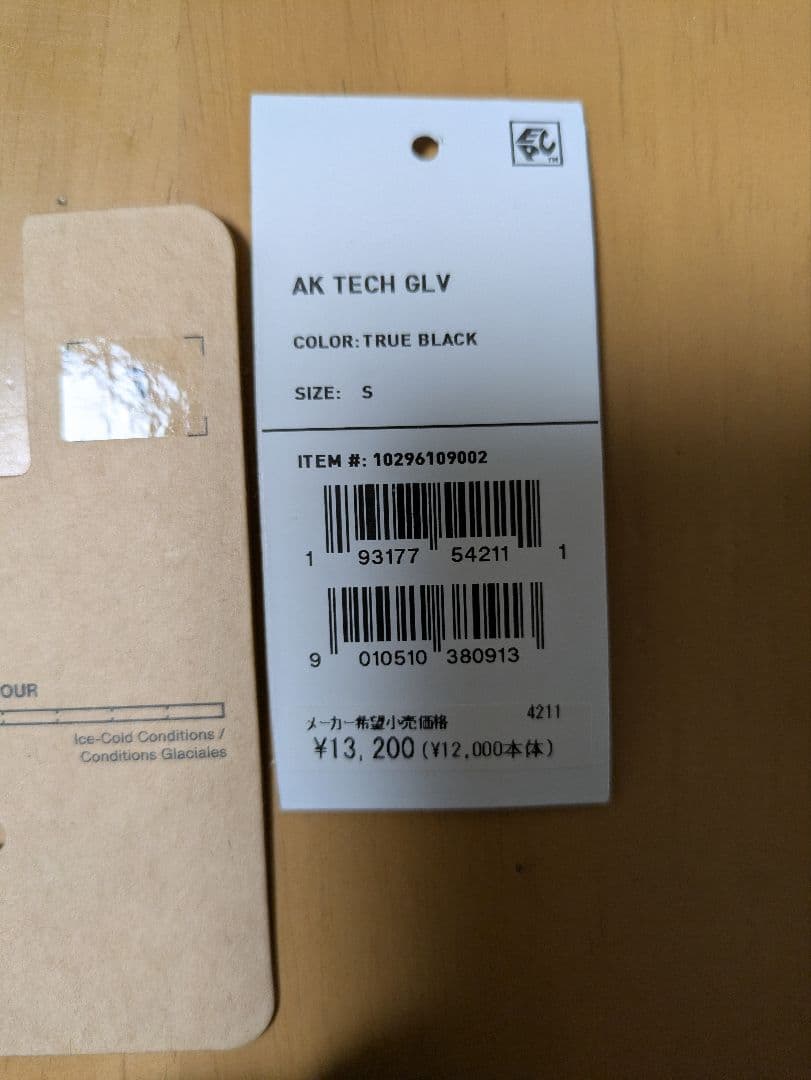 EPC™
AK TECH GLV
COLOR: TRUE BLACK
SIZE: S
ITEM #: 10296109002
1 93177 54211 1
9 010510 380913
4211
メーカー希望小売価格
¥13,200(¥12,000本体)
OUR
Ice-Cold Conditions /
Conditions Glaciales